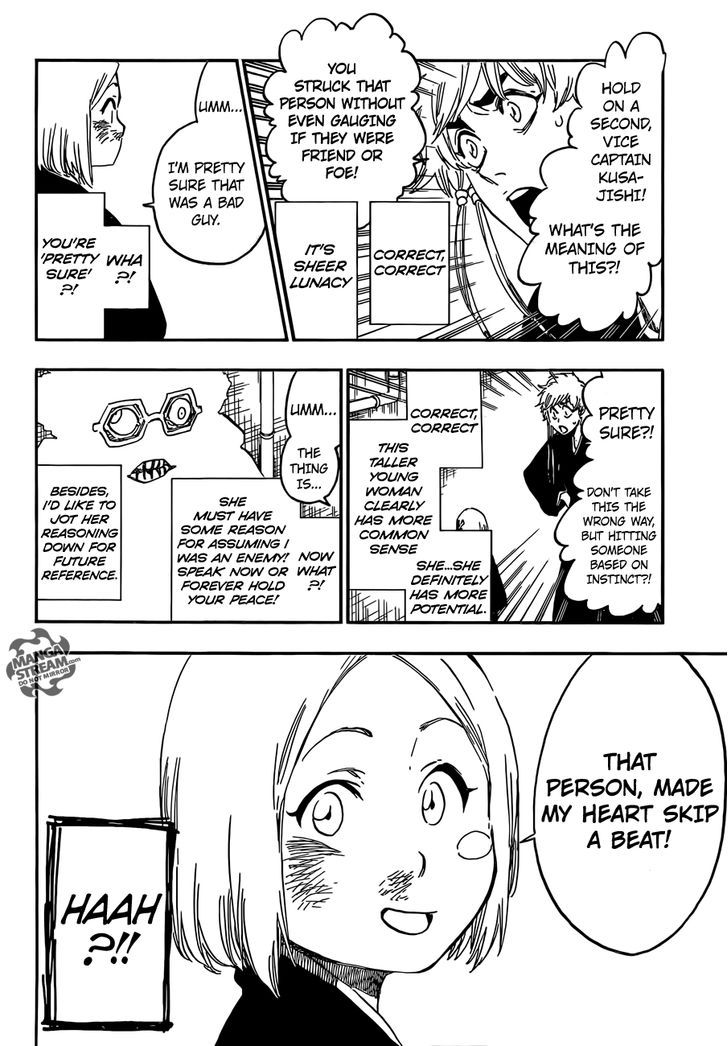 HOLD
ON A
SECOND,
VICE
CAPTAIN
KUSA-
JISHI!
WHAT'S THE
MEANING OF
THIS?!
YOU
STRUCK THAT
PERSON WITHOUT
EVEN GAUGING
IF THEY WERE
FRIEND OR
FOE!
CORRECT,
CORRECT
IT'S
SHEER
LUNACY
UMM...
I'M PRETTY
SURE THAT
WAS A BAD
GUY.
WHA
?!
YOU'RE
'PRETTY
SURE'
?!
PRETTY
SURE?!
DON'T TAKE
THIS THE
WRONG WAY,
BUT HITTING
SOMEONE
BASED ON
INSTINCT?!
CORRECT,
CORRECT
THIS
TALLER
YOUNG
WOMAN
CLEARLY
HAS MORE
COMMON
SENSE
SHE...SHE
DEFINITELY
HAS MORE
POTENTIAL.
UMM...
THE
THING
IS...
NOW
WHAT
?!
SHE
MUST HAVE
SOME REASON
FOR ASSUMING I
WAS AN ENEMY!
SPEAK NOW OR
FOREVER HOLD
YOUR PEACE!
BESIDES,
I'D LIKE TO
JOT HER
REASONING
DOWN FOR
FUTURE
REFERENCE.
MANGA
STREAM.com
DO NOT MIRROR
THAT
PERSON, MADE
MY HEART SKIP
A BEAT!
HAAH
?!!